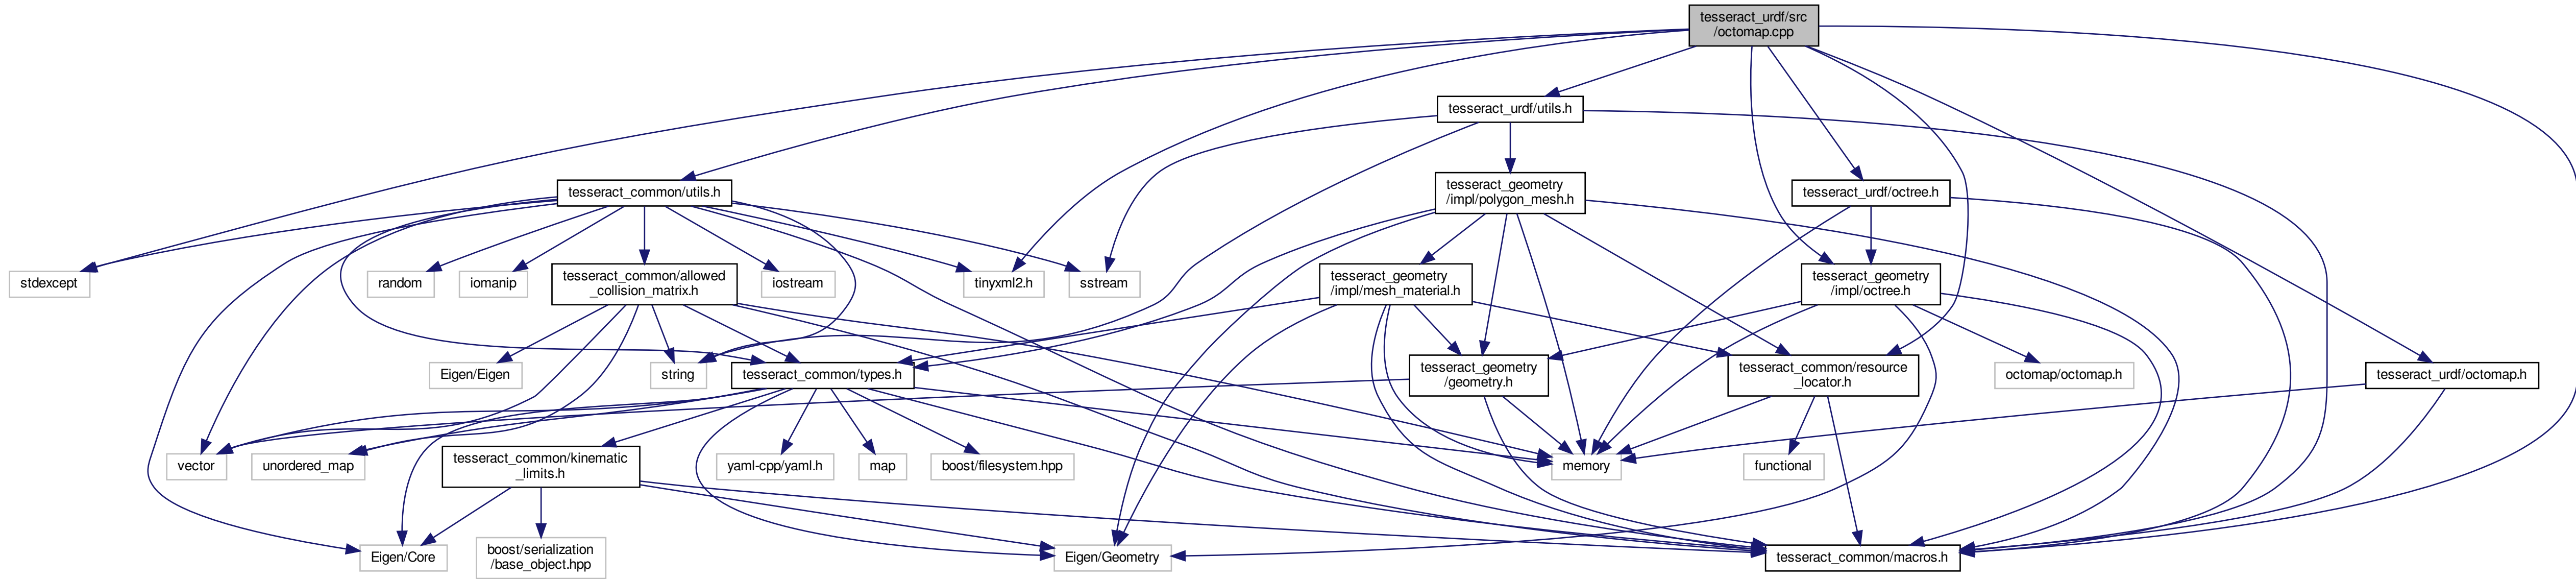 tesseract_urdf/src
/octomap.cpp
tesseract_urdf/utils.h
tesseract_common/utils.h
tesseract_geometry
/impl/polygon_mesh.h
tesseract_urdf/octree.h
stdexcept
random
iomanip
tesseract_common/allowed
_collision_matrix.h
iostream
tinyxml2.h
sstream
tesseract_geometry
/impl/mesh_material.h
tesseract_geometry
/impl/octree.h
Eigen/Eigen
string
tesseract_common/types.h
tesseract_geometry
/geometry.h
tesseract_common/resource
_locator.h
octomap/octomap.h
tesseract_urdf/octomap.h
vector
unordered_map
tesseract_common/kinematic
_limits.h
yaml-cpp/yaml.h
map
boost/filesystem.hpp
memory
functional
Eigen/Core
boost/serialization
/base_object.hpp
Eigen/Geometry
tesseract_common/macros.h